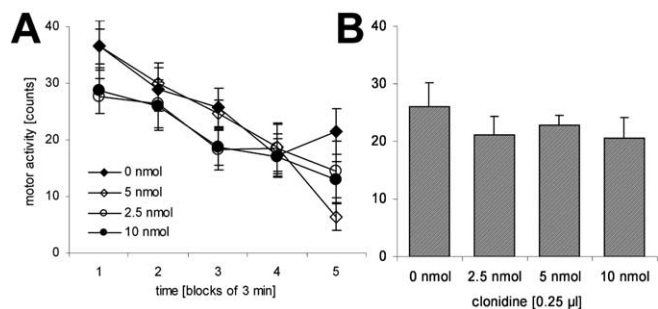 A
motor activity [counts]
40
30
20
10
0
0 nmol
5 nmol
2.5 nmol
10 nmol
1 2 3 4 5
time [blocks of 3 min]
B
40
30
20
10
0
0 nmol 2.5 nmol 5 nmol 10 nmol
clonidine [0.25 µl]